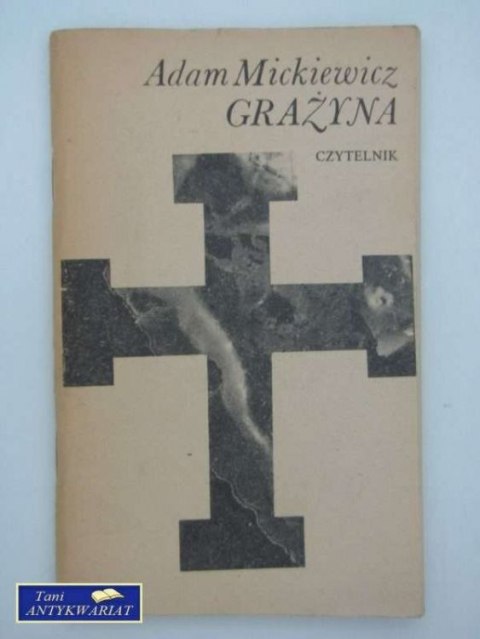 Adam Mickiewicz
GRAŻYNA
CZYTELNIK
Tani
ANTYKWARIAT